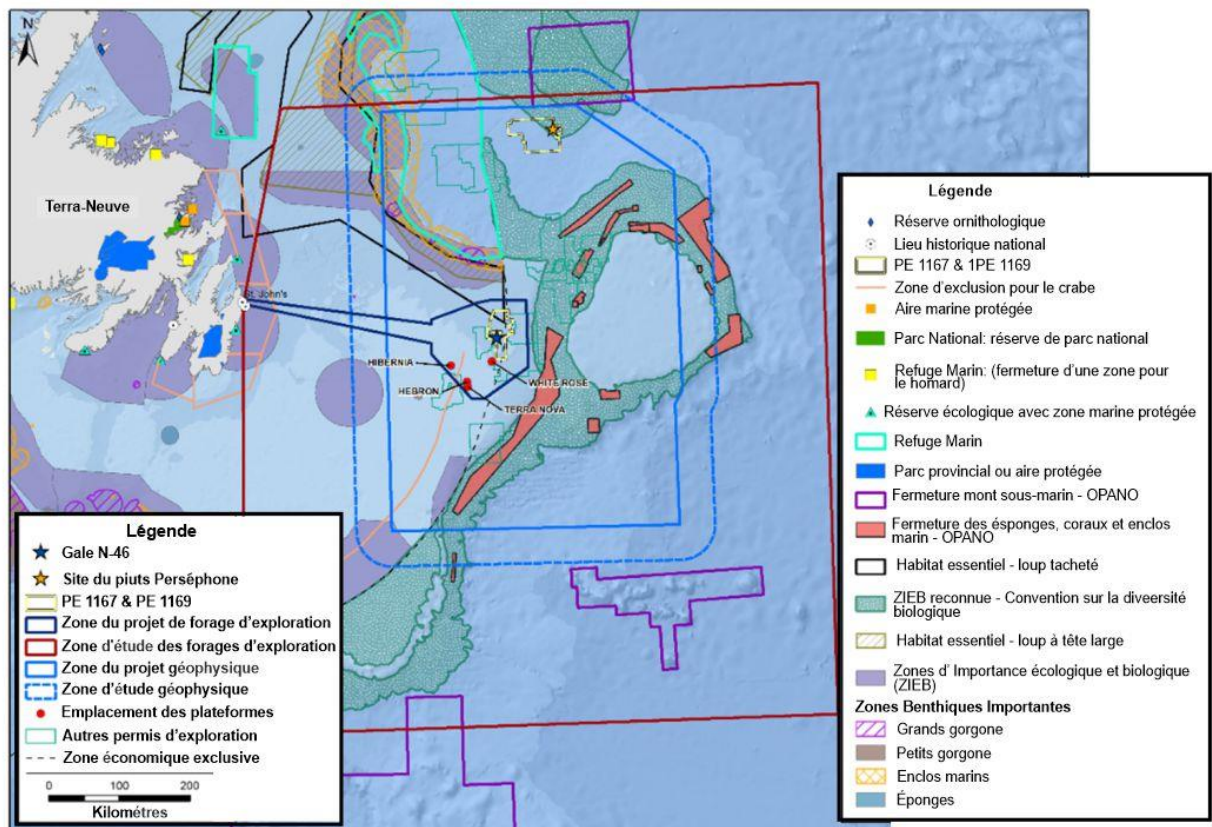 N
Terra-Neuve
St. John's
HIBERNIA
WHITE ROSE
HEBRON
TERRA NOVA
Légende
Gale N-46
Site du piuts Perséphone
PE 1167 & PE 1169
Zone du projet de forage d'exploration
Zone d'étude des forages d'exploration
Zone du projet géophysique
Zone d'étude géophysique
Emplacement des plateformes
Autres permis d'exploration
Zone économique exclusive
0 100 200
Kilométres
Légende
Réserve ornithologique
Lieu historique national
PE 1167 & 1PE 1169
Zone d'exclusion pour le crabe
Aire marine protégée
Parc National: réserve de parc national
Refuge Marin: (fermeture d'une zone pour
le homard)
Réserve écologique avec zone marine protégée
Refuge Marin
Parc provincial ou aire protégée
Fermeture mont sous-marin - OPANO
Fermeture des ésponges, coraux et enclos
marin - OPANO
Habitat essentiel - loup tacheté
ZIEB reconnue - Convention sur la diveersité
biologique
Habitat essentiel - loup à tête large
Zones d' Importance écologique et biologique
(ZIEB)
Zones Benthiques Importantes
Grands gorgone
Petits gorgone
Enclos marins
Éponges